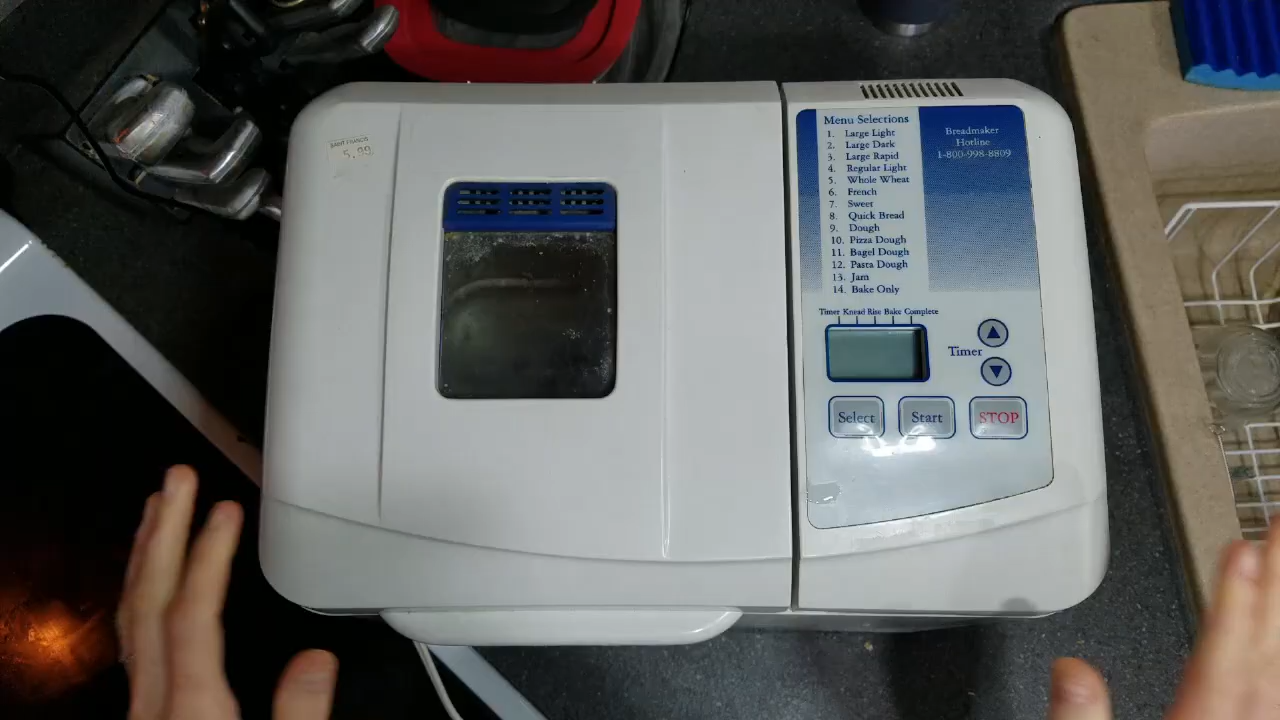 SAINT FRANCIS
5.99
Menu Selections
1. Large Light
2. Large Dark
3. Large Rapid
4. Regular Light
5. Whole Wheat
6. French
7. Sweet
8. Quick Bread
9. Dough
10. Pizza Dough
11. Bagel Dough
12. Pasta Dough
13. Jam
14. Bake Only
Breadmaker
Hotline
1-800-998-8809
Timer Knead Rise Bake Complete
Timer
Select
Start
STOP